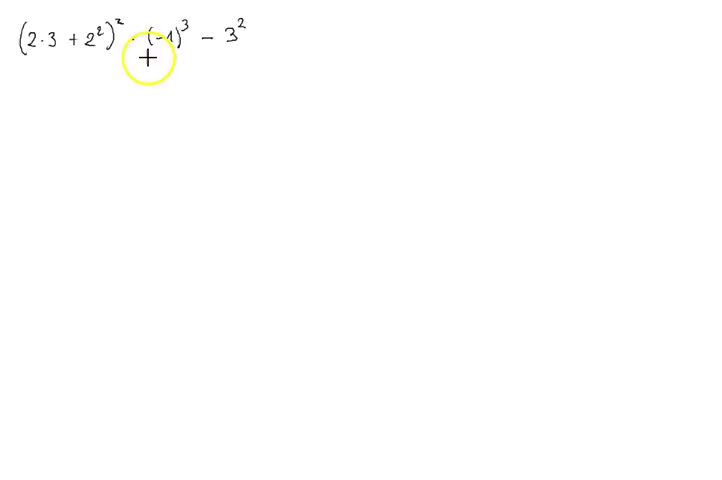 (2·3 + 2²)² · (-1)³ - 3²